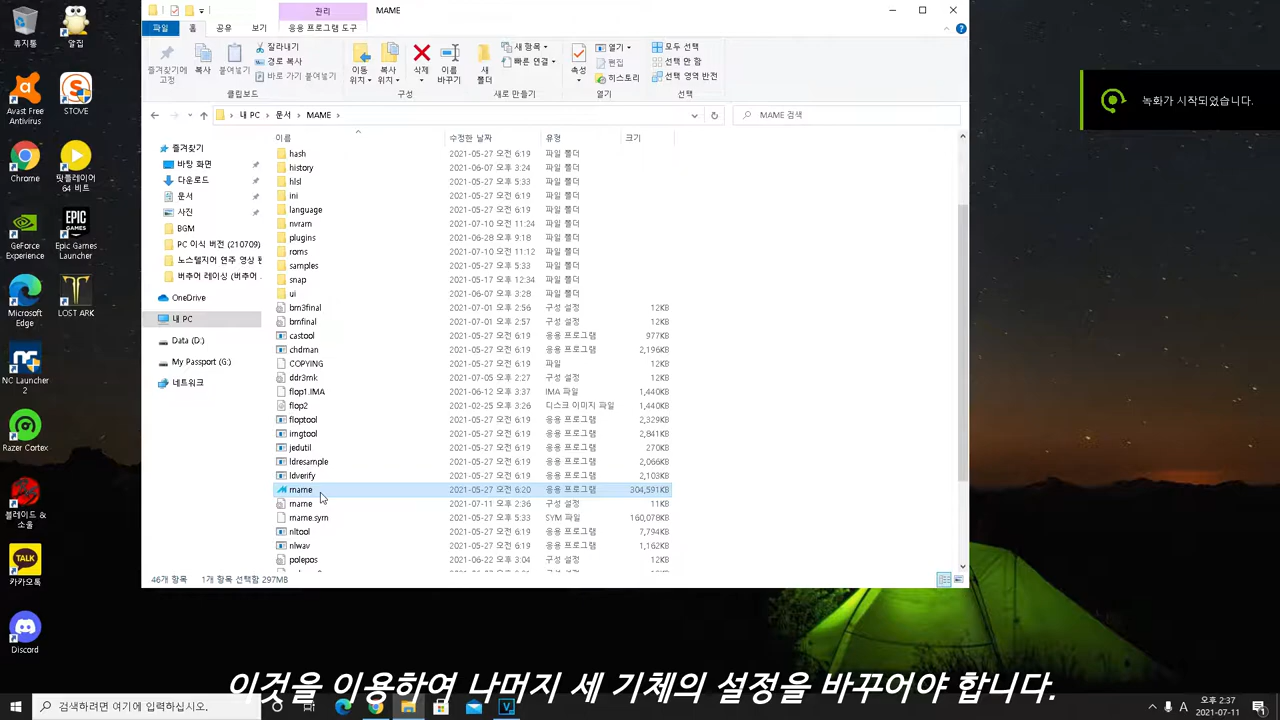 관리
MAME
파일
홈
공유
보기
응용 프로그램 도구
즐겨찾기에
고정
복사
붙여넣기
잘라내기
경로 복사
바로 가기 붙여넣기
클립보드
이동
위치
복사
위치
삭제
이름
바꾸기
구성
새
폴더
새 항목
빠른 연결
새로 만들기
속성
열기
편집
히스토리
열기
모두 선택
선택 안 함
선택 영역 반전
선택
내 PC > 문서 > MAME >
MAME 검색
이름 수정한 날짜 유형 크기
hash 2021-05-27 오전 6:19 파일 폴더
history 2021-06-07 오후 3:24 파일 폴더
hlsl 2021-05-27 오전 5:33 파일 폴더
ini 2021-05-27 오전 6:19 파일 폴더
language 2021-05-27 오전 6:19 파일 폴더
nvram 2021-07-10 오전 11:24 파일 폴더
plugins 2021-06-28 오후 9:18 파일 폴더
roms 2021-07-10 오전 11:12 파일 폴더
samples 2021-05-27 오전 5:33 파일 폴더
snap 2021-05-17 오전 12:34 파일 폴더
ui 2021-06-07 오후 3:28 파일 폴더
bm3final 2021-07-01 오후 2:56 구성 설정 12KB
bmfinal 2021-07-01 오후 2:57 구성 설정 12KB
castool 2021-05-27 오전 6:19 응용 프로그램 977KB
chdman 2021-05-27 오전 6:19 응용 프로그램 2,196KB
COPYING 2021-05-27 오전 6:19 파일 12KB
ddr3mk 2021-07-05 오후 2:27 구성 설정 12KB
flop1.IMA 2021-06-12 오후 3:37 IMA 파일 1,440KB
flop2 2021-02-25 오후 3:26 디스크 이미지 파일 1,440KB
floptool 2021-05-27 오전 6:19 응용 프로그램 2,329KB
imgtool 2021-05-27 오전 6:19 응용 프로그램 2,841KB
jedutil 2021-05-27 오전 6:19 응용 프로그램 270KB
ldresample 2021-05-27 오전 6:19 응용 프로그램 2,066KB
ldverify 2021-05-27 오전 6:19 응용 프로그램 2,103KB
mame 2021-05-27 오전 6:20 응용 프로그램 304,591KB
mame 2021-07-11 오후 2:36 구성 설정 11KB
mame.sym 2021-05-27 오전 5:33 SYM 파일 160,078KB
nltool 2021-05-27 오전 6:19 응용 프로그램 7,794KB
nlwav 2021-05-27 오전 6:19 응용 프로그램 1,162KB
polepos 2021-06-22 오후 3:04 구성 설정 12KB
즐겨찾기
바탕 화면
다운로드
문서
사진
BGM
PC 이식 버전 (210709)
노스텔지어 연주 영상 편
버추어 레이싱 (버추어 .
OneDrive
내 PC
Data (D:)
My Passport (G:)
네트워크
46개 항목 1개 항목 선택함 297MB
휴지통
알집
Avast Free
Antivirus
STOVE
Chrome
팟플레이어
64 비트
GeForce
Experience
Epic Games
Launcher
Microsoft
Edge
LOST ARK
NC Launcher
2
Razer Cortex
블레이드 &
소울
카카오톡
Discord
녹화가 시작되었습니다.
이것을 이용하여 나머지 세 기체의 설정을 바꾸어야 합니다.
검색하려면 여기에 입력하십시오.
A
오후 2:37
2021-07-11